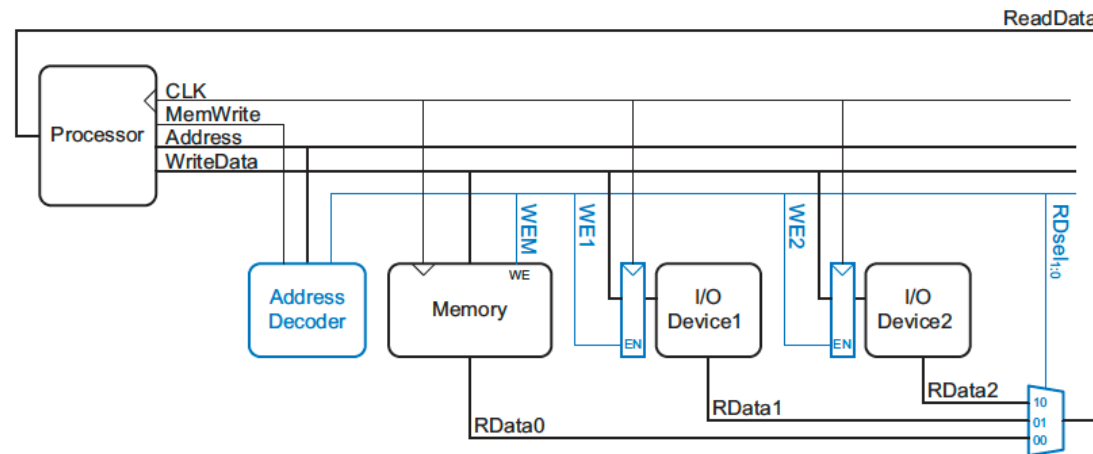 ReadData
CLK
MemWrite
Processor
Address
WriteData
WEM
WE1
WE2
RDsel1:0
Address
Decoder
WE
Memory
EN
I/O
Device1
EN
I/O
Device2
RData2
RData1
RData0
10
01
00